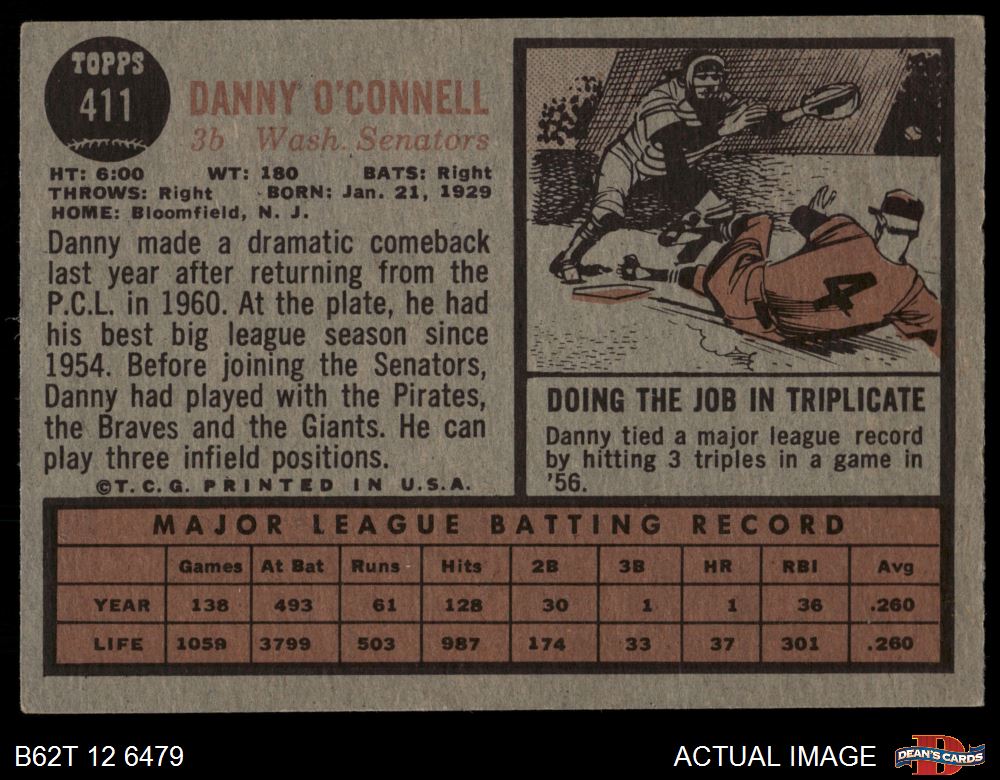 TOPPS
411
DANNY O'CONNELL
3b Wash. Senators
HT: 6:00 WT: 180 BATS: Right
THROWS: Right BORN: Jan. 21, 1929
HOME: Bloomfield, N. J.
Danny made a dramatic comeback
last year after returning from the
P.C.L. in 1960. At the plate, he had
his best big league season since
1954. Before joining the Senators,
Danny had played with the Pirates,
the Braves and the Giants. He can
play three infield positions.
©T. C. G. PRINTED IN U.S.A.
4
DOING THE JOB IN TRIPLICATE
Danny tied a major league record
by hitting 3 triples in a game in
'56.
MAJOR LEAGUE BATTING RECORD
Games At Bat Runs Hits 2B 3B HR RBI Avg
YEAR 138 493 61 128 30 1 1 36 .260
LIFE 1059 3799 503 987 174 33 37 301 .260
B62T 12 6479
ACTUAL IMAGE
D
DEAN'S CARDS